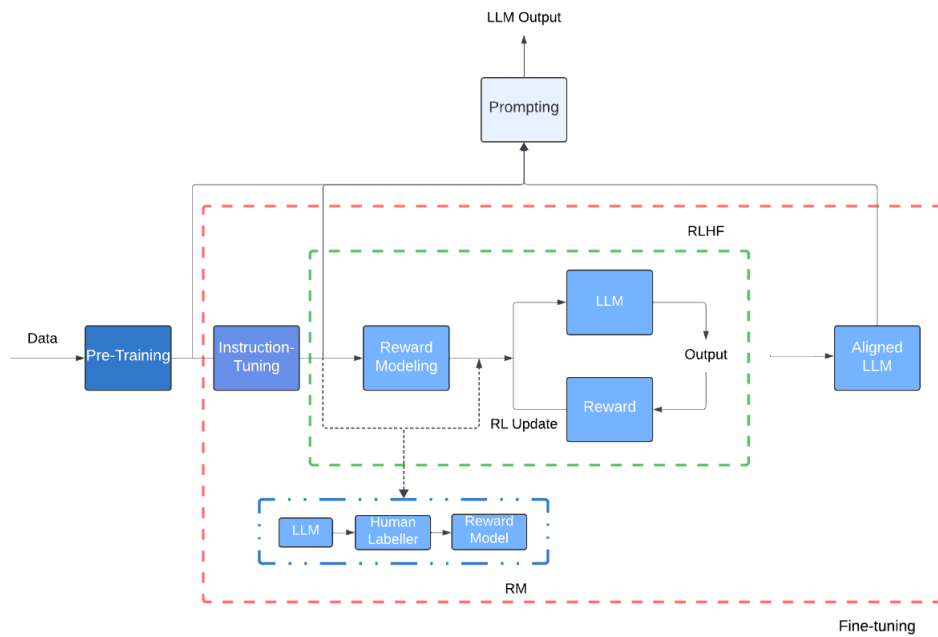 LLM Output
Prompting
RLHF
LLM
Data
Pre-Training
Instruction-
Tuning
Reward
Modeling
Output
Aligned
LLM
Reward
RL Update
LLM
Human
Labeller
Reward
Model
RM
Fine-tuning